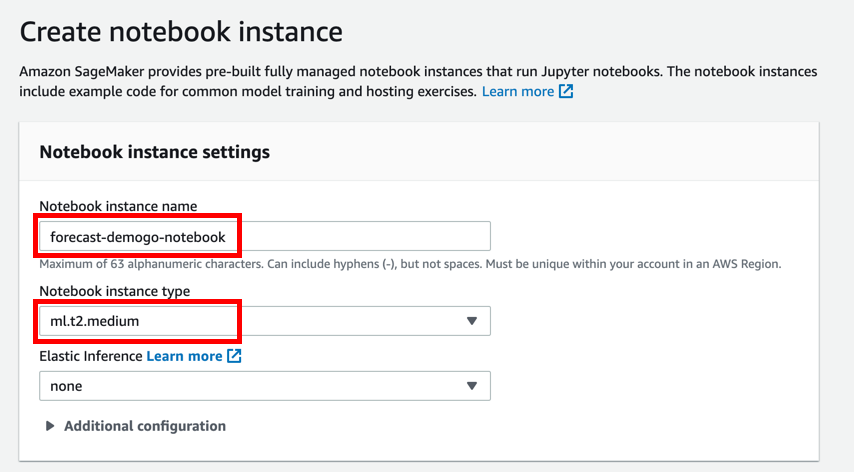 Create notebook instance
Amazon SageMaker provides pre-built fully managed notebook instances that run Jupyter notebooks. The notebook instances
include example code for common model training and hosting exercises. Learn more
Notebook instance settings
Notebook instance name
forecast-demogo-notebook
Maximum of 63 alphanumeric characters. Can include hyphens (-), but not spaces. Must be unique within your account in an AWS Region.
Notebook instance type
ml.t2.medium
Elastic Inference Learn more
none
Additional configuration